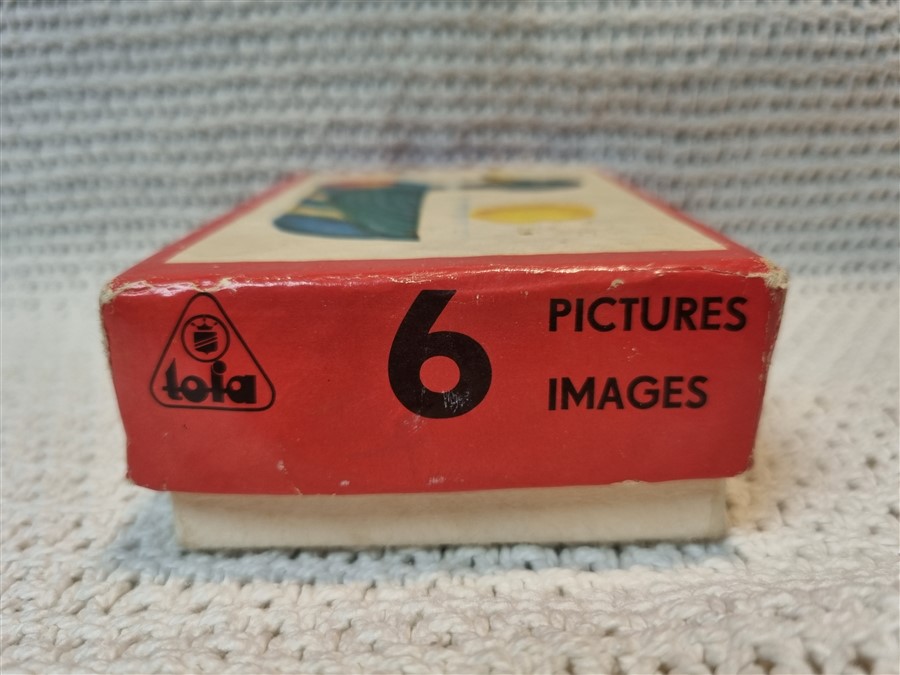 tofa
6
PICTURES
IMAGES